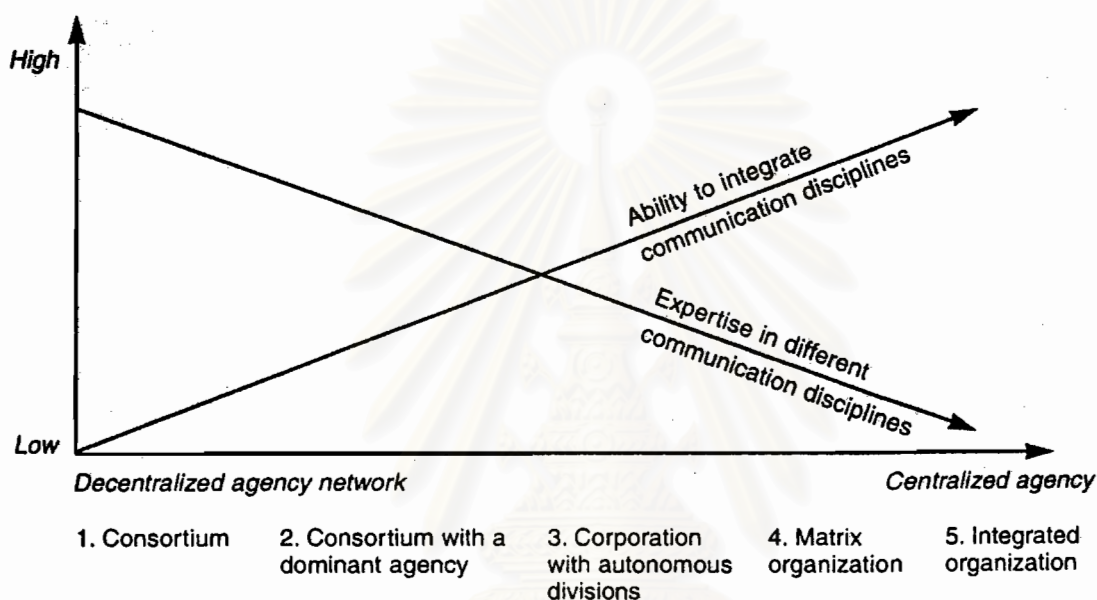 High
Ability to integrate
communication disciplines
Expertise in different
communication disciplines
Low
Decentralized agency network
Centralized agency
1. Consortium
2. Consortium with a
dominant agency
3. Corporation
with autonomous
divisions
4. Matrix
organization
5. Integrated
organization